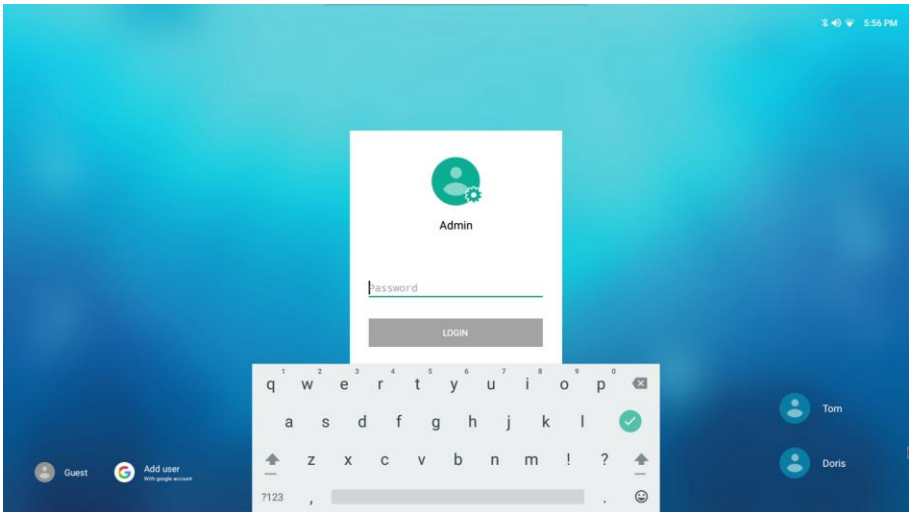 5:56 PM
Admin
Password
LOGIN
1 2 3 4 5 6 7 8 9 0
q w e r t y u i o p
a s d f g h j k l
z x c v b n m ! ?
?123 , .
Tom
Doris
Guest
Add user
With google account